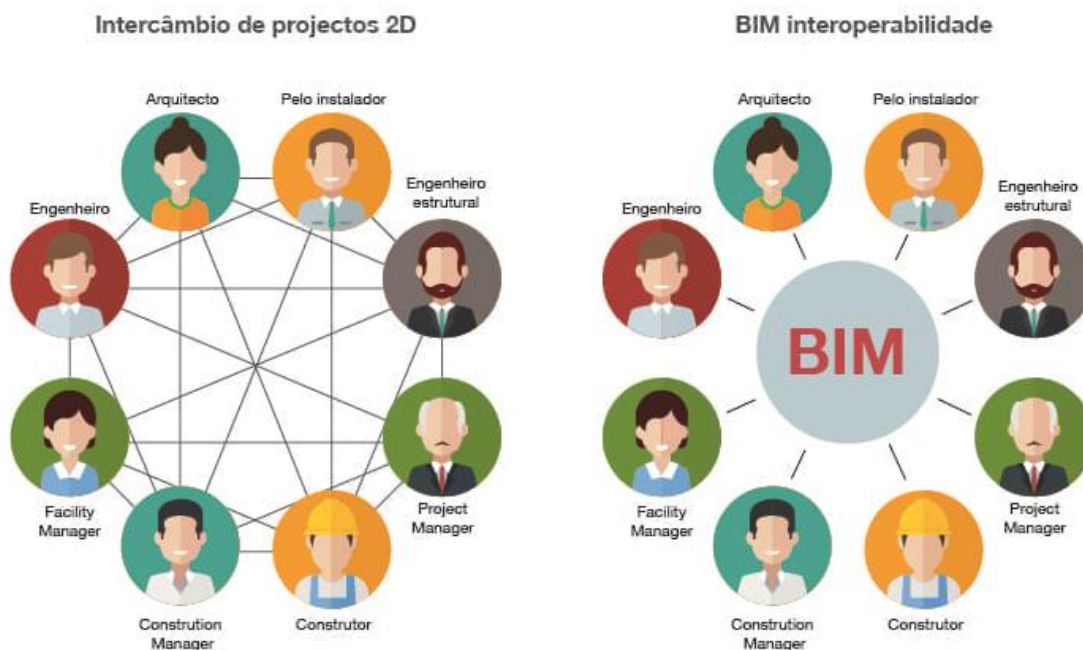 Intercâmbio de projectos 2D
Arquitecto
Pelo instalador
Engenheiro
Engenheiro
estrutural
Facility
Manager
Project
Manager
Constrution
Manager
Construtor
BIM interoperabilidade
Arquitecto
Pelo instalador
Engenheiro
Engenheiro
estrutural
BIM
Facility
Manager
Project
Manager
Constrution
Manager
Construtor